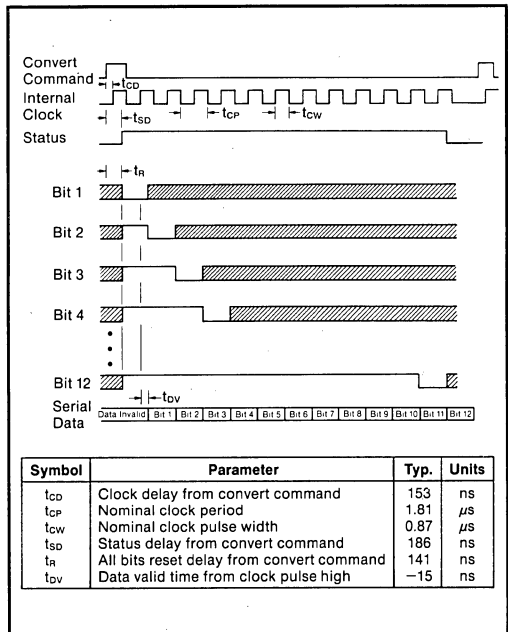 Convert
Command
tCD
Internal
Clock
tSD
tCP
tCW
Status
tR
Bit 1
Bit 2
Bit 3
Bit 4
Bit 12
tDV
Serial
Data
Data Invalid Bit 1 Bit 2 Bit 3 Bit 4 Bit 5 Bit 6 Bit 7 Bit 8 Bit 9 Bit 10 Bit 11 Bit 12
Symbol Parameter Typ. Units
tCD Clock delay from convert command 153 ns
tCP Nominal clock period 1.81 μs
tCW Nominal clock pulse width 0.87 μs
tSD Status delay from convert command 186 ns
tR All bits reset delay from convert command 141 ns
tDV Data valid time from clock pulse high −15 ns